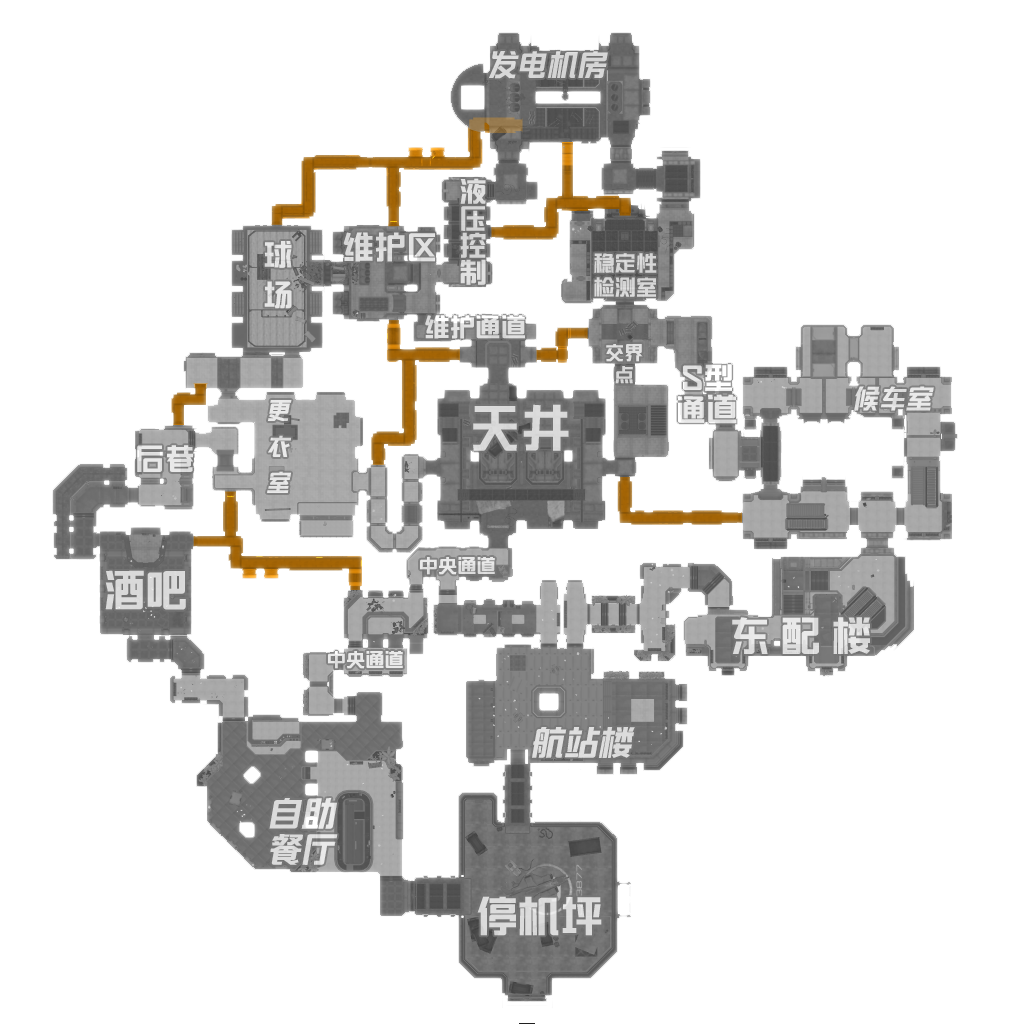 发电机房
液压控制
球场
维护区
稳定性
检测室
维护通道
交界点
S型
通道
候车室
更衣室
天井
后巷
中央通道
酒吧
东配楼
中央通道
航站楼
自助
餐厅
停机坪